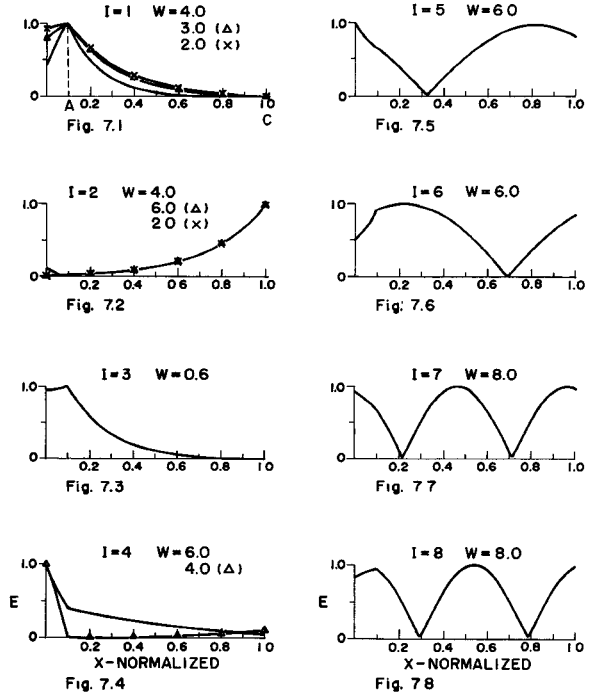 I=1 W=4.0
3.0 (Δ)
2.0 (×)
1.0
0
A
0.2 0.4 0.6 0.8 1.0
C
Fig. 7.1
I=2 W=4.0
6.0 (Δ)
2.0 (×)
1.0
0
0.2 0.4 0.6 0.8 1.0
Fig. 7.2
I=3 W=0.6
1.0
0
0.2 0.4 0.6 0.8 1.0
Fig. 7.3
I=4 W=6.0
4.0 (Δ)
1.0
E
0
0.2 0.4 0.6 0.8 1.0
X-NORMALIZED
Fig. 7.4
I=5 W=6.0
1.0
0
0.2 0.4 0.6 0.8 1.0
Fig. 7.5
I=6 W=6.0
1.0
0
0.2 0.4 0.6 0.8 1.0
Fig. 7.6
I=7 W=8.0
1.0
0
0.2 0.4 0.6 0.8 1.0
Fig. 7 7
I=8 W=8.0
1.0
E
0
0.2 0.4 0.6 0.8 1.0
X-NORMALIZED
Fig. 7 8